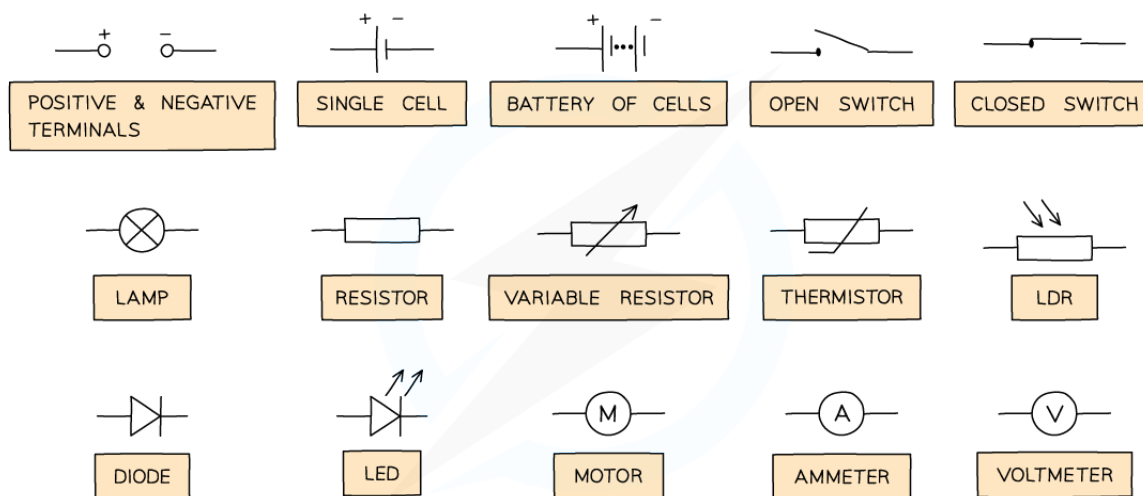 + -
+ -
+ -
POSITIVE & NEGATIVE
TERMINALS
SINGLE CELL
BATTERY OF CELLS
OPEN SWITCH
CLOSED SWITCH
LAMP
RESISTOR
VARIABLE RESISTOR
THERMISTOR
LDR
M
A
V
DIODE
LED
MOTOR
AMMETER
VOLTMETER